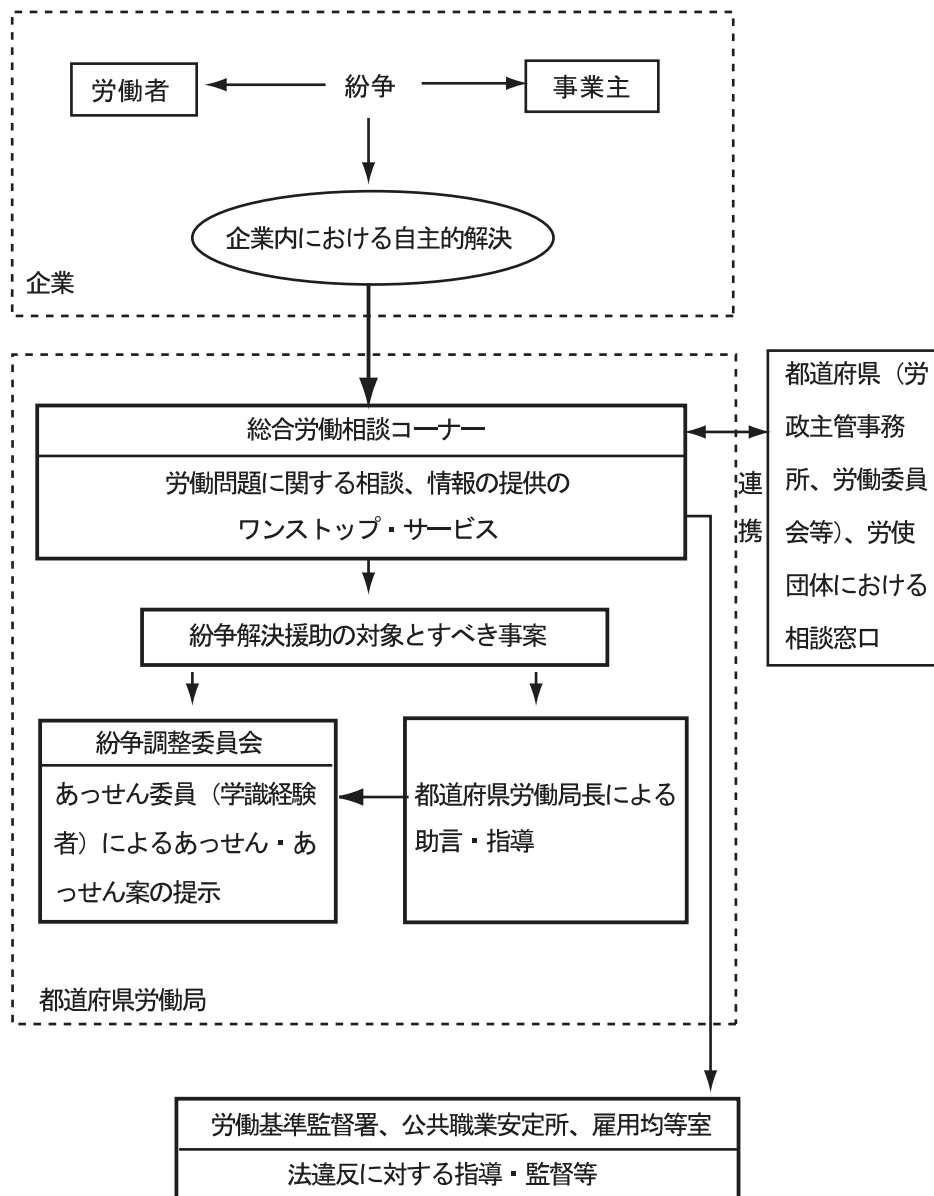 労働者
紛争
事業主
企業内における自主的解決
企業
総合労働相談コーナー
労働問題に関する相談、情報の提供の
ワンストップ・サービス
連
携
都道府県（労
政主管事務
所、労働委員
会等）、労使
団体における
相談窓口
紛争解決援助の対象とすべき事案
紛争調整委員会
あっせん委員（学識経験
者）によるあっせん・あ
っせん案の提示
都道府県労働局長による
助言・指導
都道府県労働局
労働基準監督署、公共職業安定所、雇用均等室
法違反に対する指導・監督等